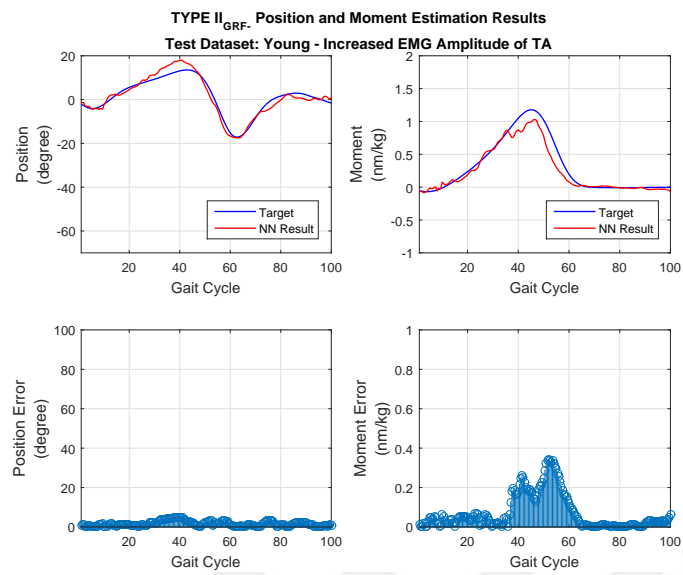 TYPE II_GRF-_ Position and Moment Estimation Results
Test Dataset: Young - Increased EMG Amplitude of TA
20
0
-20
-40
-60
Position
(degree)
Target
NN Result
20 40 60 80 100
Gait Cycle
2
1.5
1
0.5
0
-0.5
-1
Moment
(nm/kg)
Target
NN Result
20 40 60 80 100
Gait Cycle
100
80
60
40
20
0
Position Error
(degree)
20 40 60 80 100
Gait Cycle
1
0.8
0.6
0.4
0.2
0
Moment Error
(nm/kg)
20 40 60 80 100
Gait Cycle